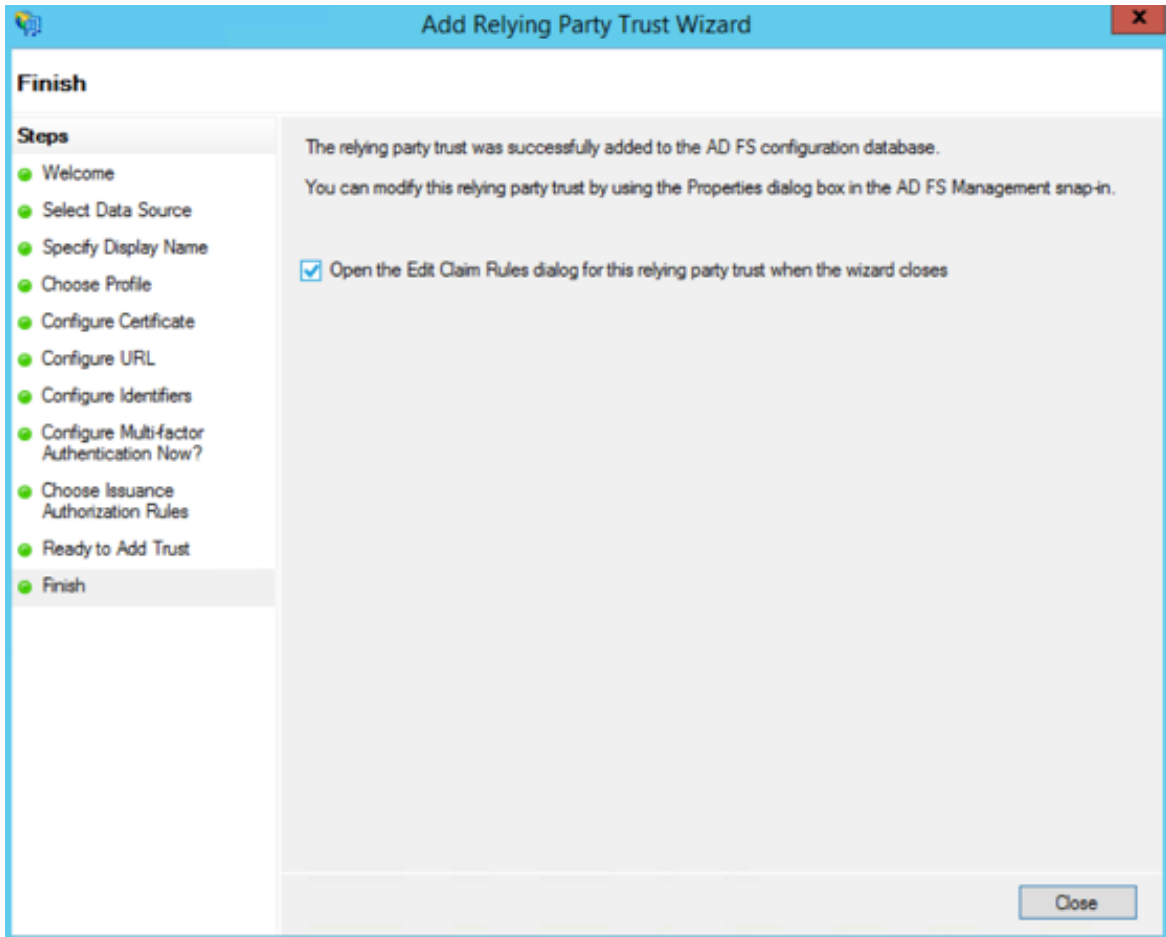 Add Relying Party Trust Wizard
x
Finish
Steps
Welcome
Select Data Source
Specify Display Name
Choose Profile
Configure Certificate
Configure URL
Configure Identifiers
Configure Multi-factor
Authentication Now?
Choose Issuance
Authorization Rules
Ready to Add Trust
Finish
The relying party trust was successfully added to the AD FS configuration database.
You can modify this relying party trust by using the Properties dialog box in the AD FS Management snap-in.
Open the Edit Claim Rules dialog for this relying party trust when the wizard closes
Close